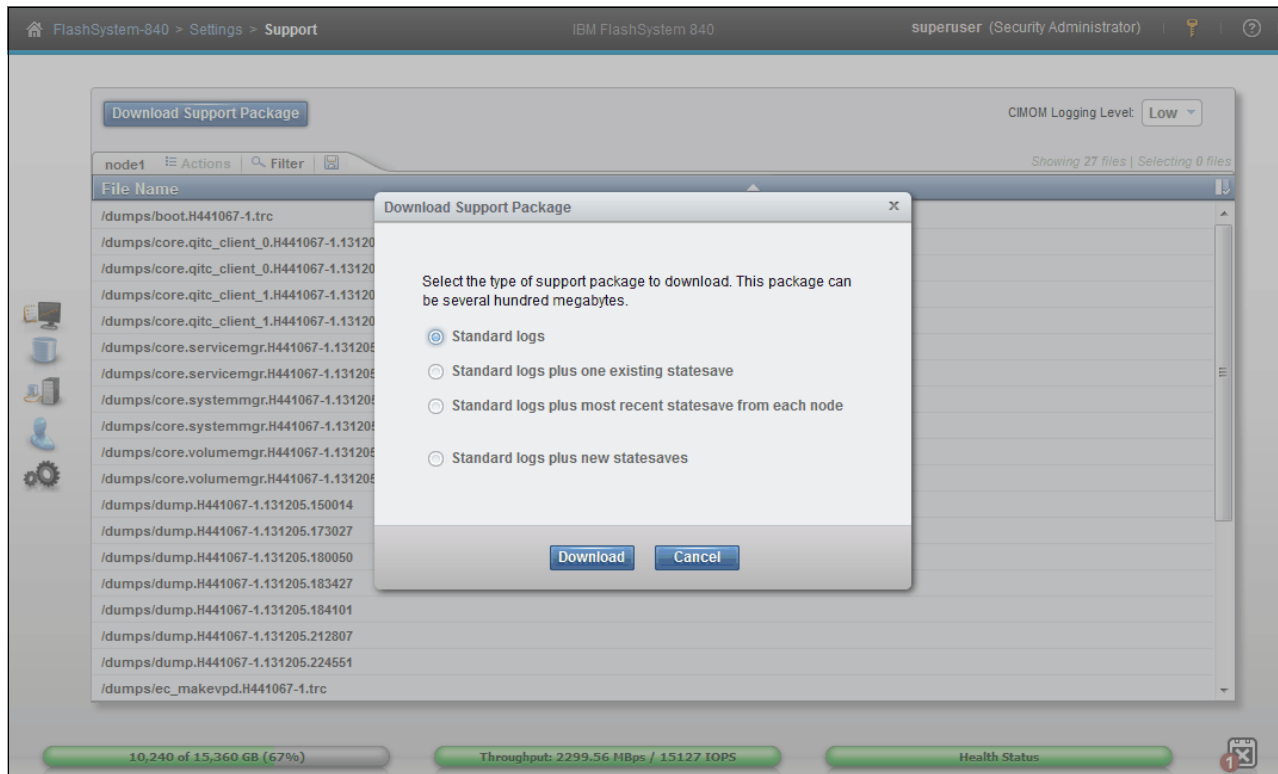 FlashSystem-840 > Settings > Support
IBM FlashSystem 840
superuser (Security Administrator)
Download Support Package
CIMOM Logging Level: Low
node1 Actions Filter
Showing 27 files | Selecting 0 files
File Name
/dumps/boot.H441067-1.trc
/dumps/core.qitc_client_0.H441067-1.13120
/dumps/core.qitc_client_0.H441067-1.13120
/dumps/core.qitc_client_1.H441067-1.13120
/dumps/core.qitc_client_1.H441067-1.13120
/dumps/core.servicemgr.H441067-1.131205
/dumps/core.servicemgr.H441067-1.131205
/dumps/core.systemmgr.H441067-1.131205
/dumps/core.systemmgr.H441067-1.131205
/dumps/core.volumemgr.H441067-1.131205
/dumps/core.volumemgr.H441067-1.131205
/dumps/dump.H441067-1.131205.150014
/dumps/dump.H441067-1.131205.173027
/dumps/dump.H441067-1.131205.180050
/dumps/dump.H441067-1.131205.183427
/dumps/dump.H441067-1.131205.184101
/dumps/dump.H441067-1.131205.212807
/dumps/dump.H441067-1.131205.224551
/dumps/ec_makevpd.H441067-1.trc
Download Support Package x
Select the type of support package to download. This package can
be several hundred megabytes.
Standard logs
Standard logs plus one existing statesave
Standard logs plus most recent statesave from each node
Standard logs plus new statesaves
Download
Cancel
10,240 of 15,360 GB (67%)
Throughput: 2299.56 MBps / 15127 IOPS
Health Status
1